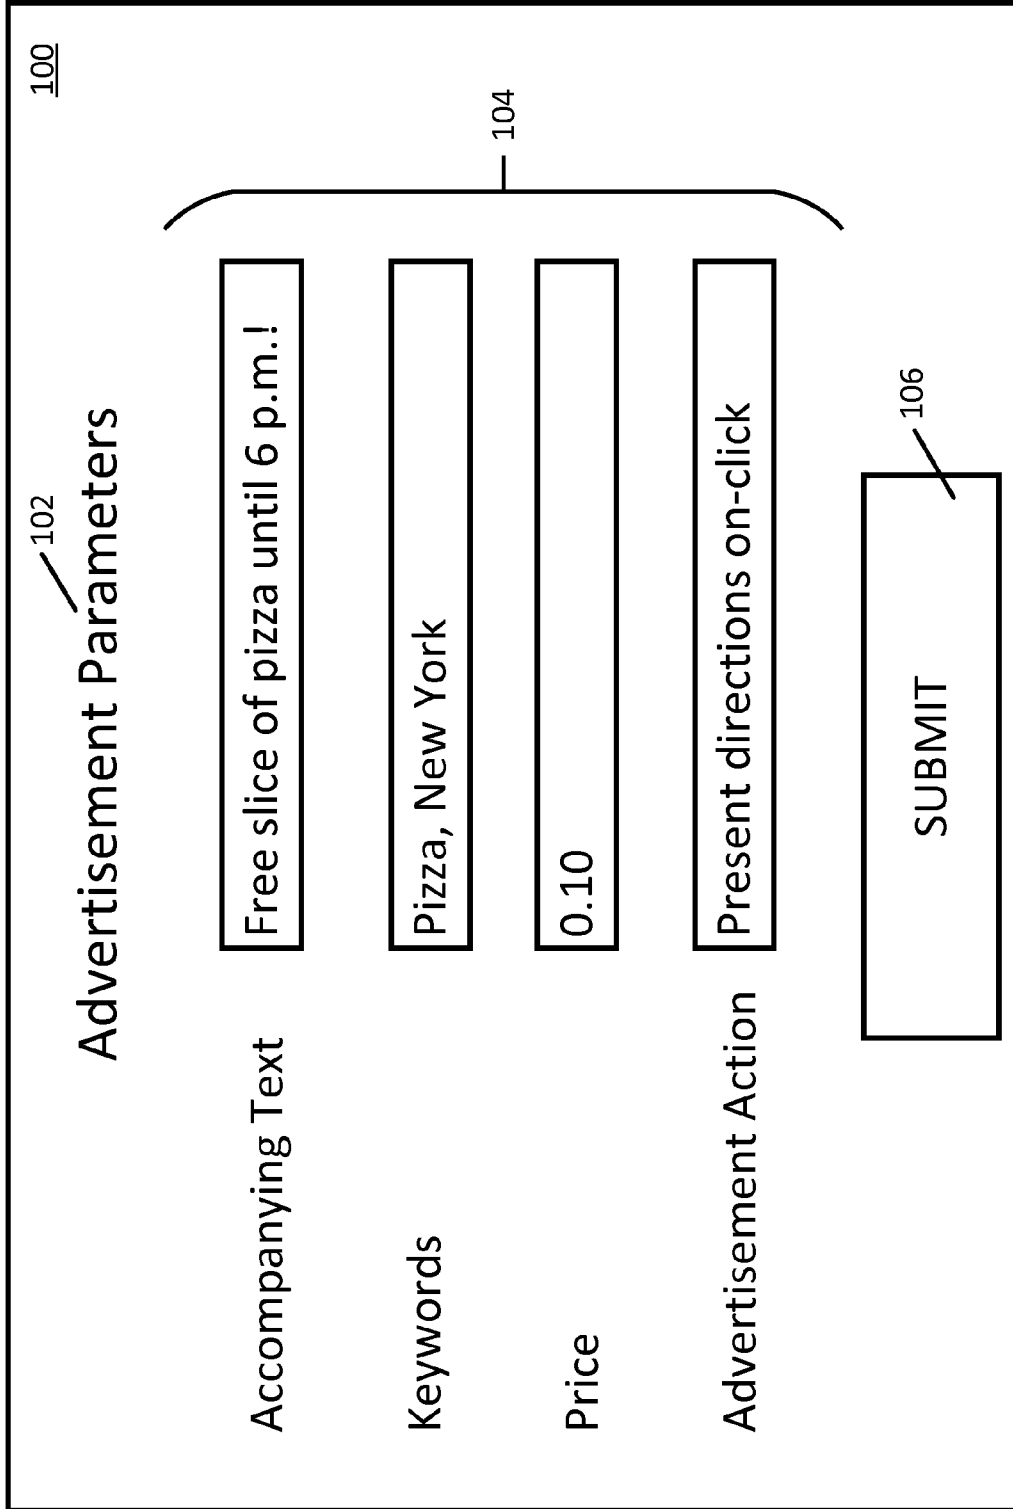 100
102
Advertisement Parameters
Accompanying Text
Free slice of pizza until 6 p.m.!
Keywords
Pizza, New York
Price
0.10
Advertisement Action
Present directions on-click
104
SUBMIT
106